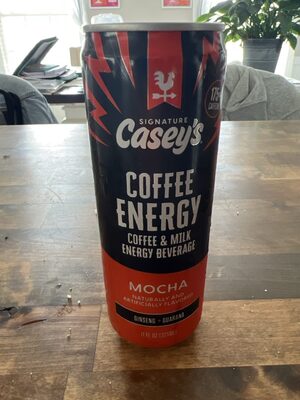 SIGNATURE
Casey's
COFFEE
ENERGY
COFFEE & MILK
ENERGY BEVERAGE
MOCHA
NATURALLY AND
ARTIFICIALLY FLAVORED
GINSENG + GUARANA